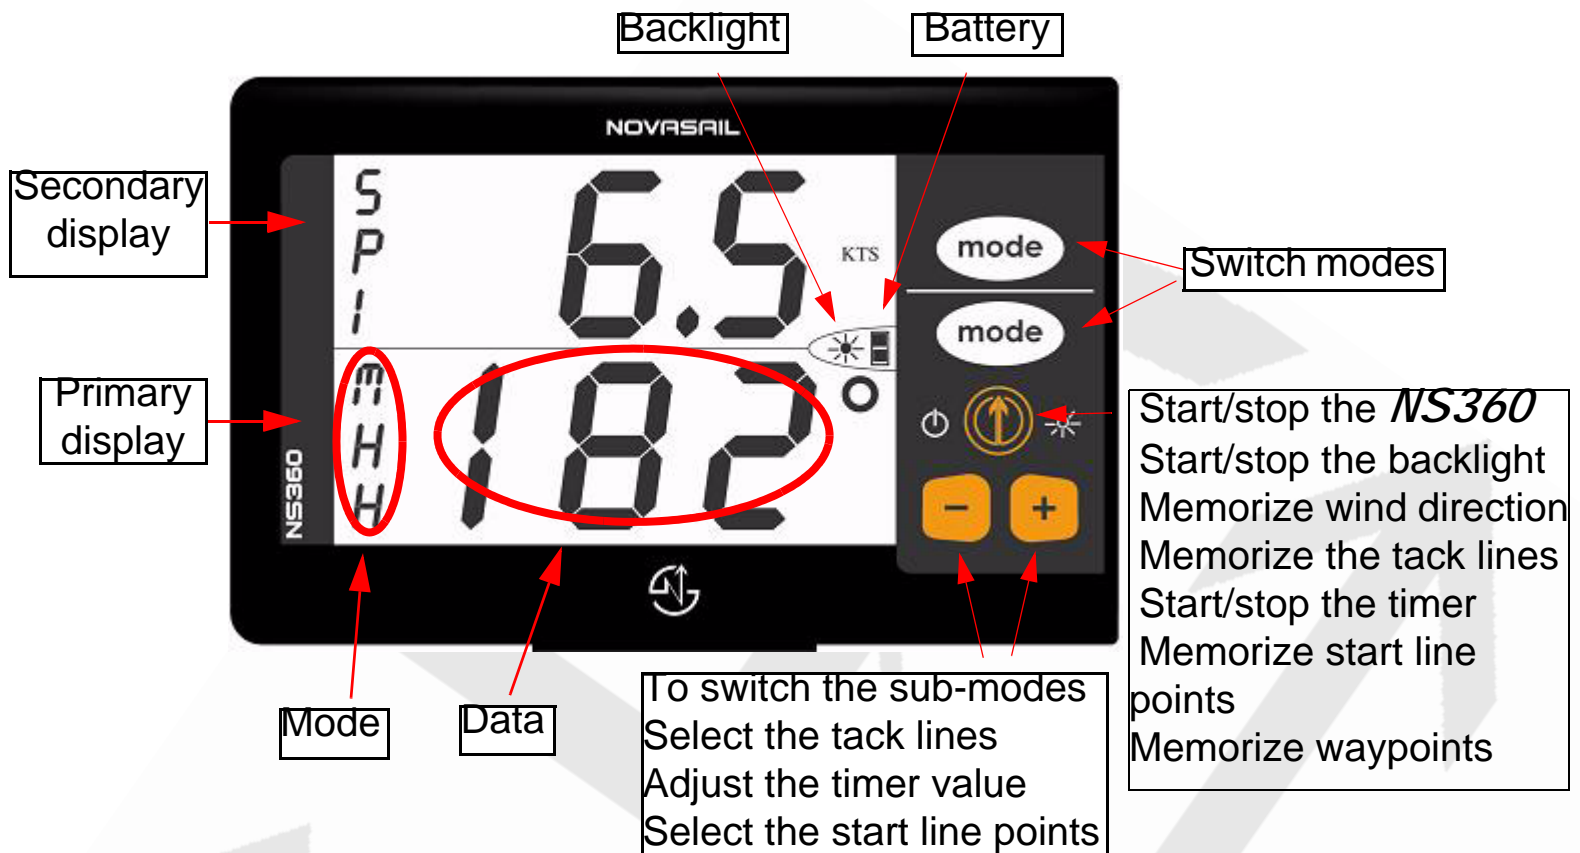 Backlight
Battery
NOVASAIL
Secondary
display
SPI
6.5
KTS
mode
mode
Switch modes
Primary
display
MHH
182
NS360
- +
Start/stop the NS360
Start/stop the backlight
Memorize wind direction
Memorize the tack lines
Start/stop the timer
Memorize start line
points
Memorize waypoints
Mode
Data
To switch the sub-modes
Select the tack lines
Adjust the timer value
Select the start line points